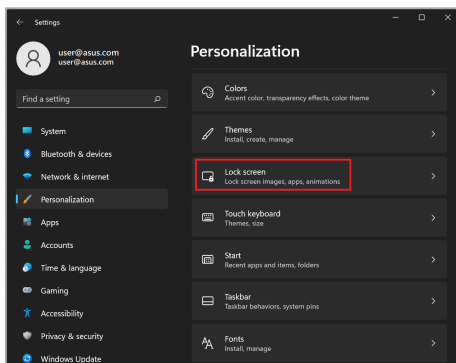 Settings
user@asus.com
user@asus.com
Find a setting
System
Bluetooth & devices
Network & internet
Personalization
Apps
Accounts
Time & language
Gaming
Accessibility
Privacy & security
Windows Update
Personalization
Colors
Accent color, transparency effects, color theme
Themes
Install, create, manage
Lock screen
Lock screen images, apps, animations
Touch keyboard
Themes, size
Start
Recent apps and items, folders
Taskbar
Taskbar behaviors, system pins
Fonts
Install, manage